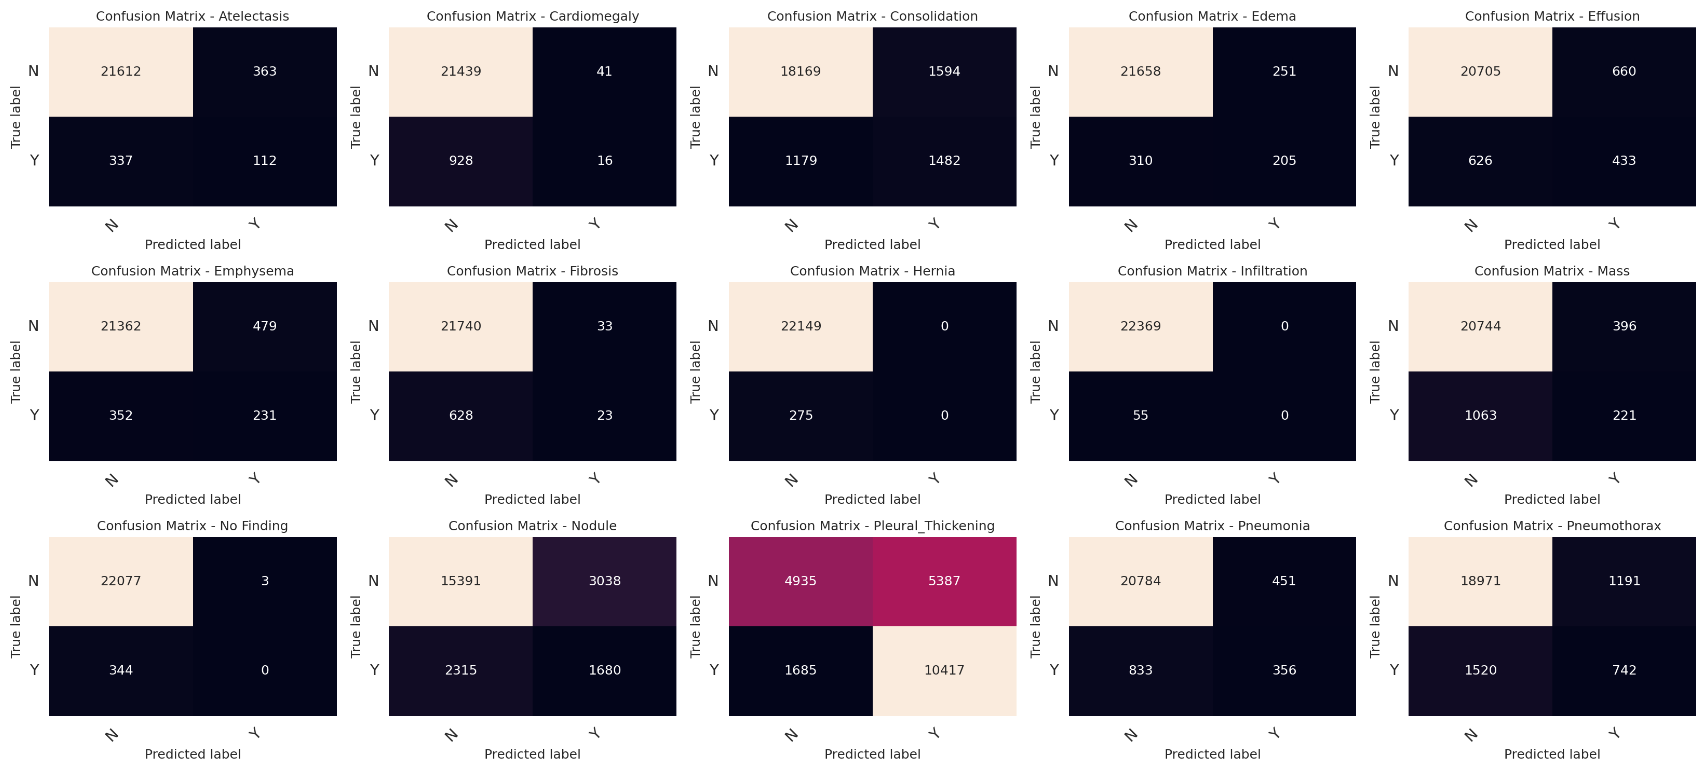 Confusion Matrix - Atelectasis
True label
N
21612 363
Y
337 112
N Y
Predicted label
Confusion Matrix - Cardiomegaly
True label
N
21439 41
Y
928 16
N Y
Predicted label
Confusion Matrix - Consolidation
True label
N
18169 1594
Y
1179 1482
N Y
Predicted label
Confusion Matrix - Edema
True label
N
21658 251
Y
310 205
N Y
Predicted label
Confusion Matrix - Effusion
True label
N
20705 660
Y
626 433
N Y
Predicted label
Confusion Matrix - Emphysema
True label
N
21362 479
Y
352 231
N Y
Predicted label
Confusion Matrix - Fibrosis
True label
N
21740 33
Y
628 23
N Y
Predicted label
Confusion Matrix - Hernia
True label
N
22149 0
Y
275 0
N Y
Predicted label
Confusion Matrix - Infiltration
True label
N
22369 0
Y
55 0
N Y
Predicted label
Confusion Matrix - Mass
True label
N
20744 396
Y
1063 221
N Y
Predicted label
Confusion Matrix - No Finding
True label
N
22077 3
Y
344 0
N Y
Predicted label
Confusion Matrix - Nodule
True label
N
15391 3038
Y
2315 1680
N Y
Predicted label
Confusion Matrix - Pleural_Thickening
True label
N
4935 5387
Y
1685 10417
N Y
Predicted label
Confusion Matrix - Pneumonia
True label
N
20784 451
Y
833 356
N Y
Predicted label
Confusion Matrix - Pneumothorax
True label
N
18971 1191
Y
1520 742
N Y
Predicted label